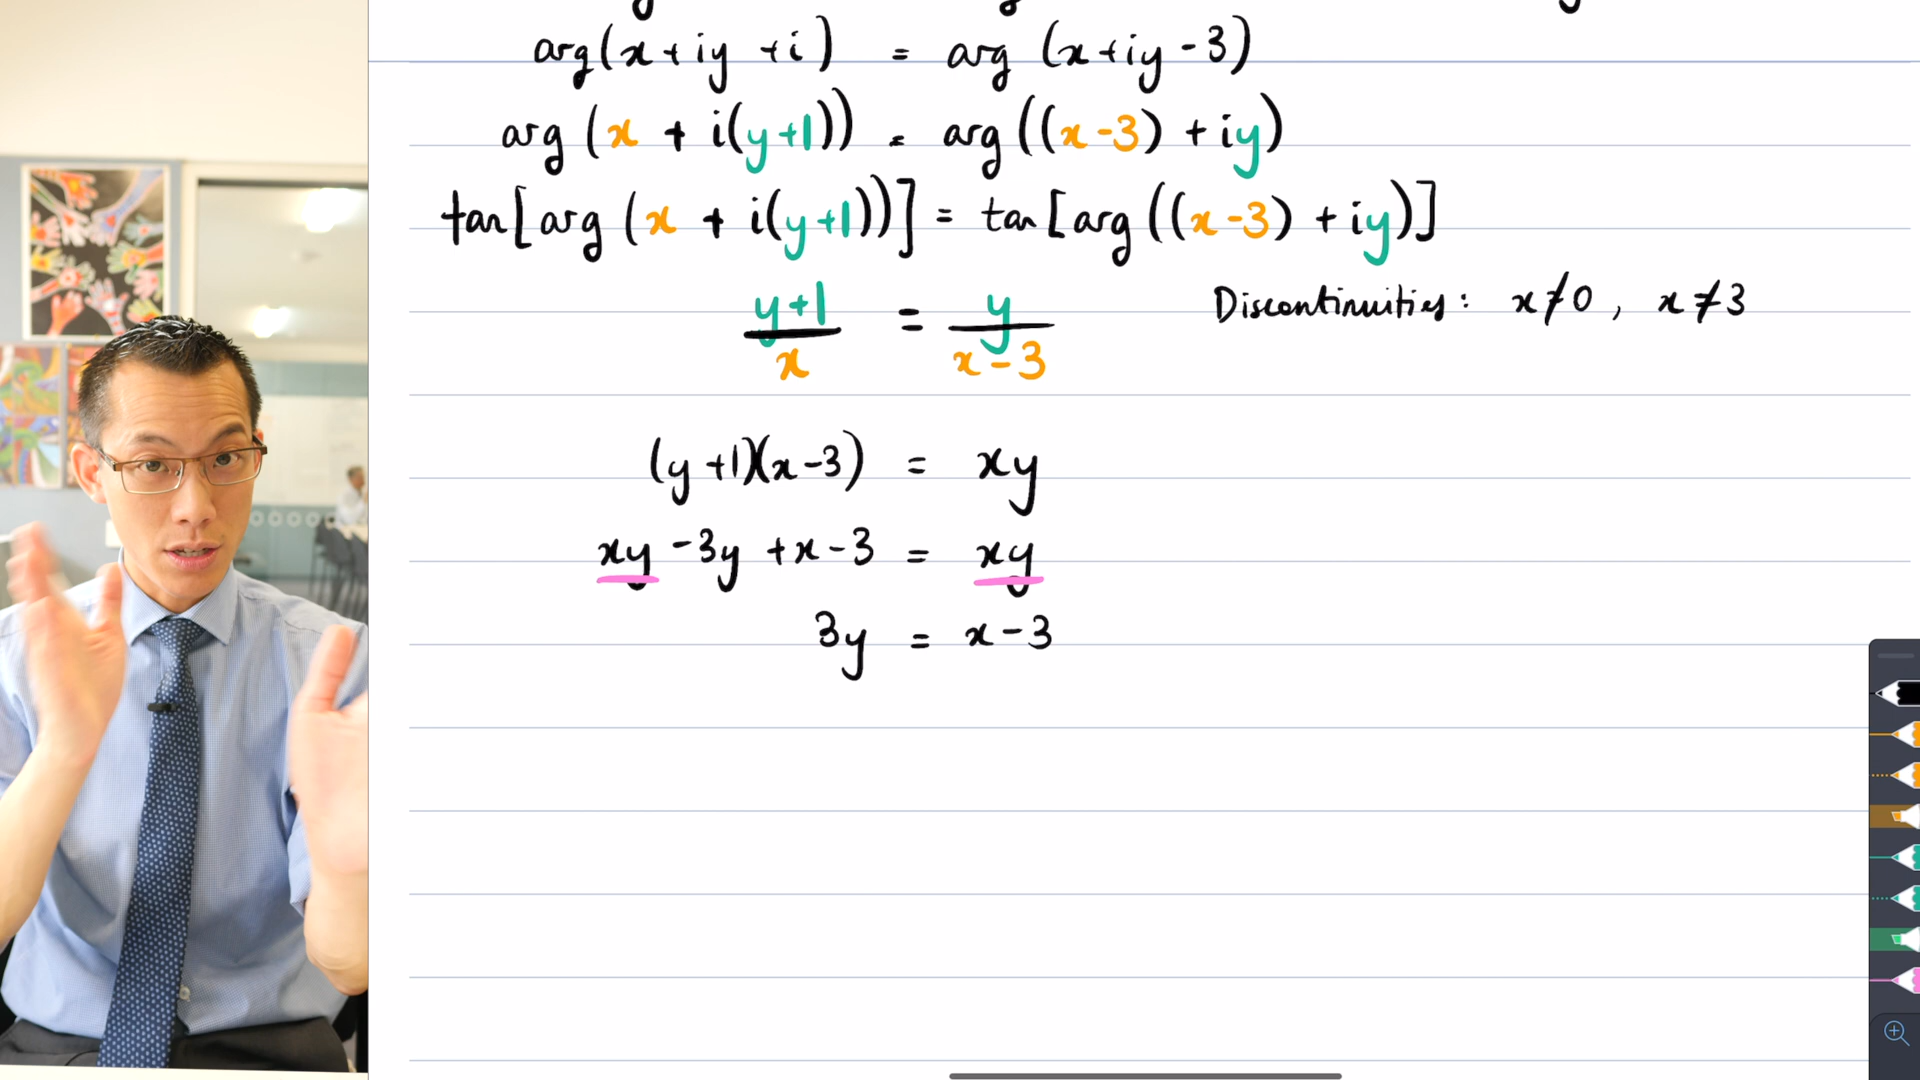 arg(x + iy + i) = arg (x + iy - 3)
arg (x + i(y+1)) = arg ((x-3) + iy)
tan[arg (x + i(y+1))] = tan [arg ((x-3) + iy)]
y+1/x = y/x-3 Discontinuities: x≠0, x≠3
(y+1)(x-3) = xy
xy -3y +x-3 = xy
3y = x-3